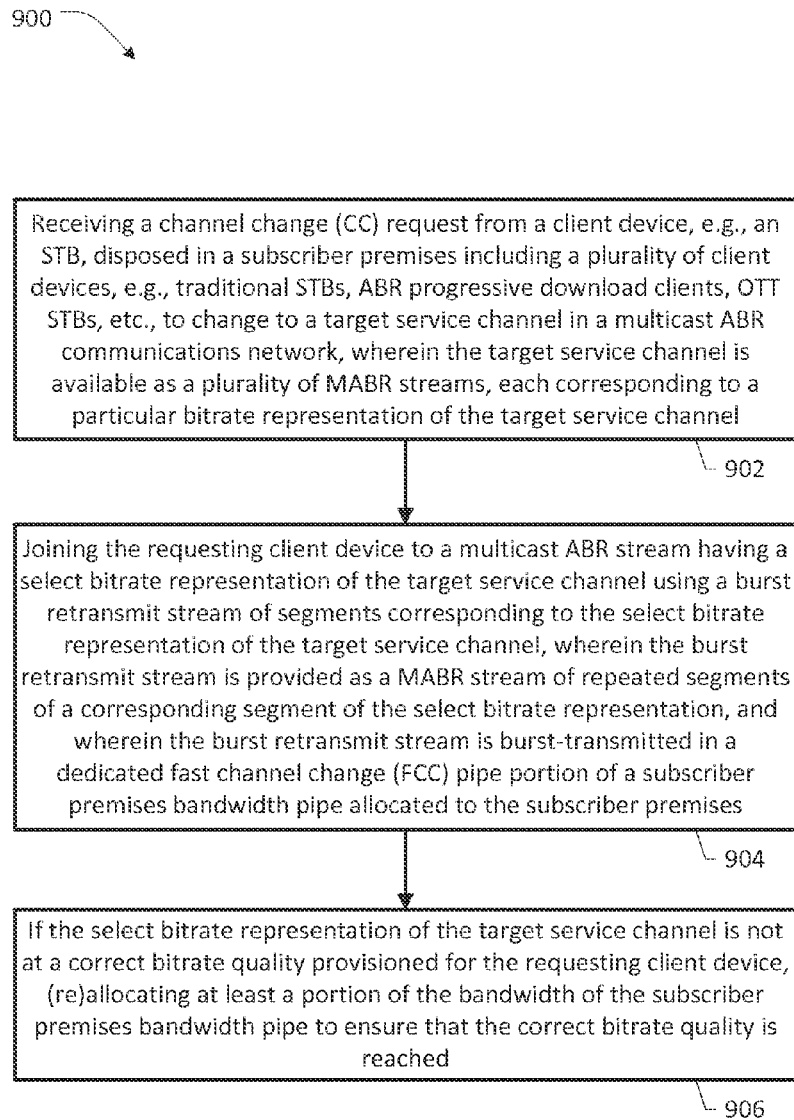 900
Receiving a channel change (CC) request from a client device, e.g., an
STB, disposed in a subscriber premises including a plurality of client
devices, e.g., traditional STBs, ABR progressive download clients, OTT
STBs, etc., to change to a target service channel in a multicast ABR
communications network, wherein the target service channel is
available as a plurality of MABR streams, each corresponding to a
particular bitrate representation of the target service channel
902
Joining the requesting client device to a multicast ABR stream having a
select bitrate representation of the target service channel using a burst
retransmit stream of segments corresponding to the select bitrate
representation of the target service channel, wherein the burst
retransmit stream is provided as a MABR stream of repeated segments
of a corresponding segment of the select bitrate representation, and
wherein the burst retransmit stream is burst-transmitted in a
dedicated fast channel change (FCC) pipe portion of a subscriber
premises bandwidth pipe allocated to the subscriber premises
904
If the select bitrate representation of the target service channel is not
at a correct bitrate quality provisioned for the requesting client device,
(re)allocating at least a portion of the bandwidth of the subscriber
premises bandwidth pipe to ensure that the correct bitrate quality is
reached
906